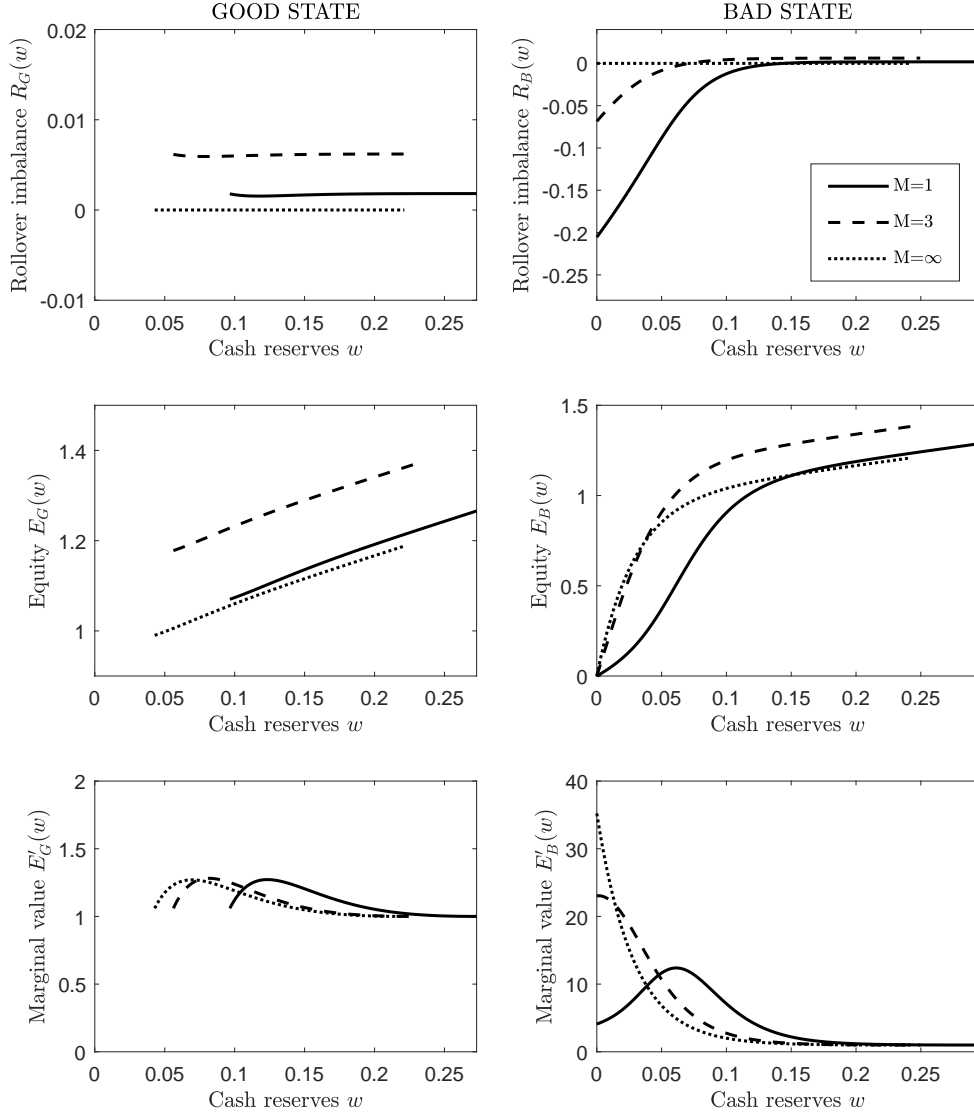 GOOD STATE
BAD STATE
Rollover imbalance R_G(w)
0.02
0.01
0
-0.01
0 0.05 0.1 0.15 0.2 0.25
Cash reserves w
Rollover imbalance R_B(w)
0
-0.05
-0.1
-0.15
-0.2
-0.25
M=1
M=3
M=∞
0 0.05 0.1 0.15 0.2 0.25
Cash reserves w
Equity E_G(w)
1.4
1.2
1
0 0.05 0.1 0.15 0.2 0.25
Cash reserves w
Equity E_B(w)
1.5
1
0.5
0
0 0.05 0.1 0.15 0.2 0.25
Cash reserves w
Marginal value E'_G(w)
2
1.5
1
0.5
0
0 0.05 0.1 0.15 0.2 0.25
Cash reserves w
Marginal value E'_B(w)
40
30
20
10
0
0 0.05 0.1 0.15 0.2 0.25
Cash reserves w